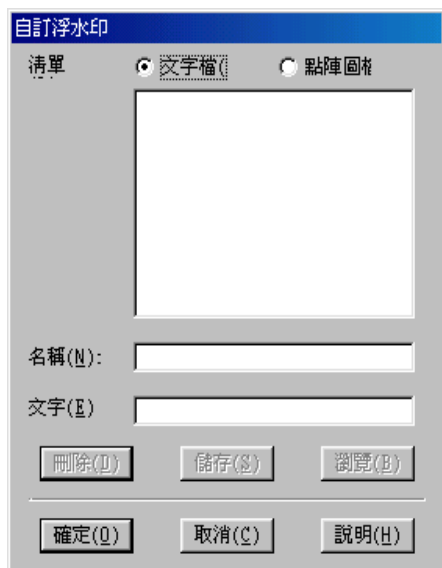 自訂浮水印
清單 文字檔( 點陣圖檔
名稱(N):
文字(E)
刪除(D) 儲存(S) 瀏覽(B)
確定(O) 取消(C) 說明(H)